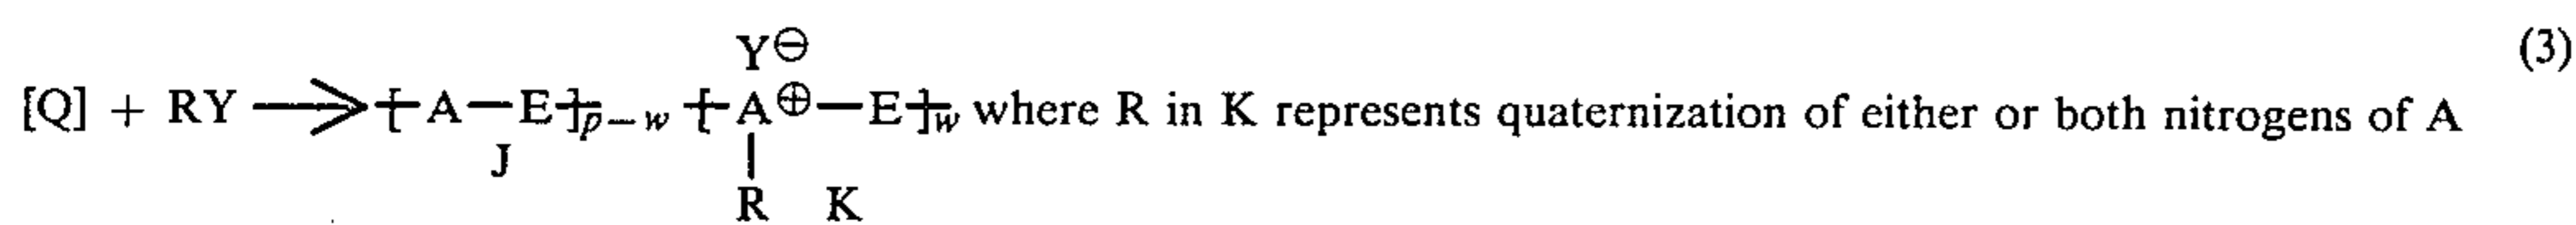 Y⊖ (3)
[Q] + RY ⟶ ⁅A—E⁆p−w ⁅A⊕—E⁆w where R in K represents quaternization of either or both nitrogens of A
J |
R K